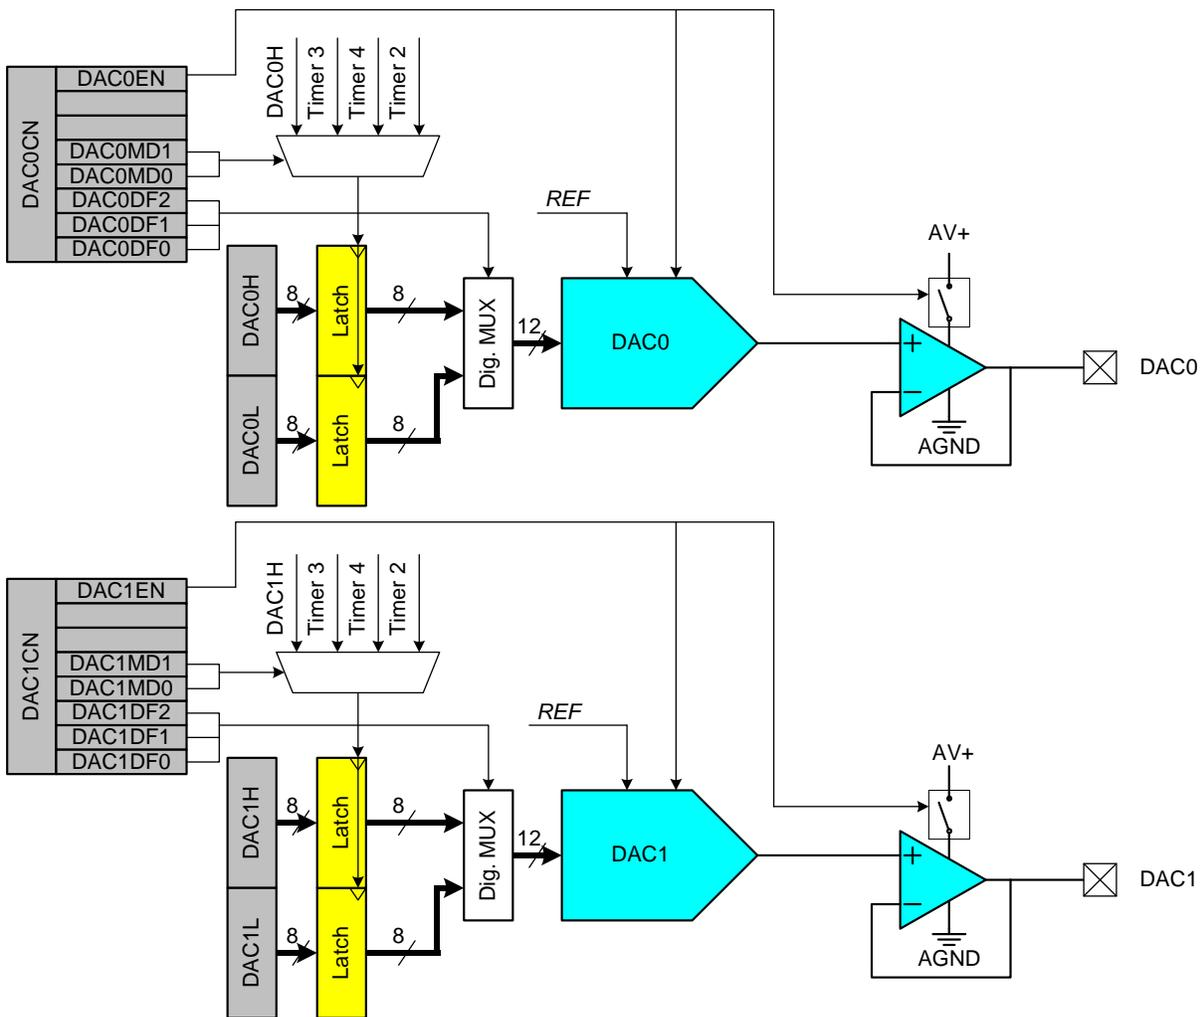 DAC0EN
DAC0H
Timer 3
Timer 4
Timer 2
DAC0CN
DAC0MD1
DAC0MD0
DAC0DF2
DAC0DF1
DAC0DF0
REF
AV+
DAC0H
8
Latch
8
Dig. MUX
12
DAC0
+
−
DAC0
DAC0L
8
Latch
8
AGND
DAC1EN
DAC1H
Timer 3
Timer 4
Timer 2
DAC1CN
DAC1MD1
DAC1MD0
DAC1DF2
DAC1DF1
DAC1DF0
REF
AV+
DAC1H
8
Latch
8
Dig. MUX
12
DAC1
+
−
DAC1
DAC1L
8
Latch
8
AGND